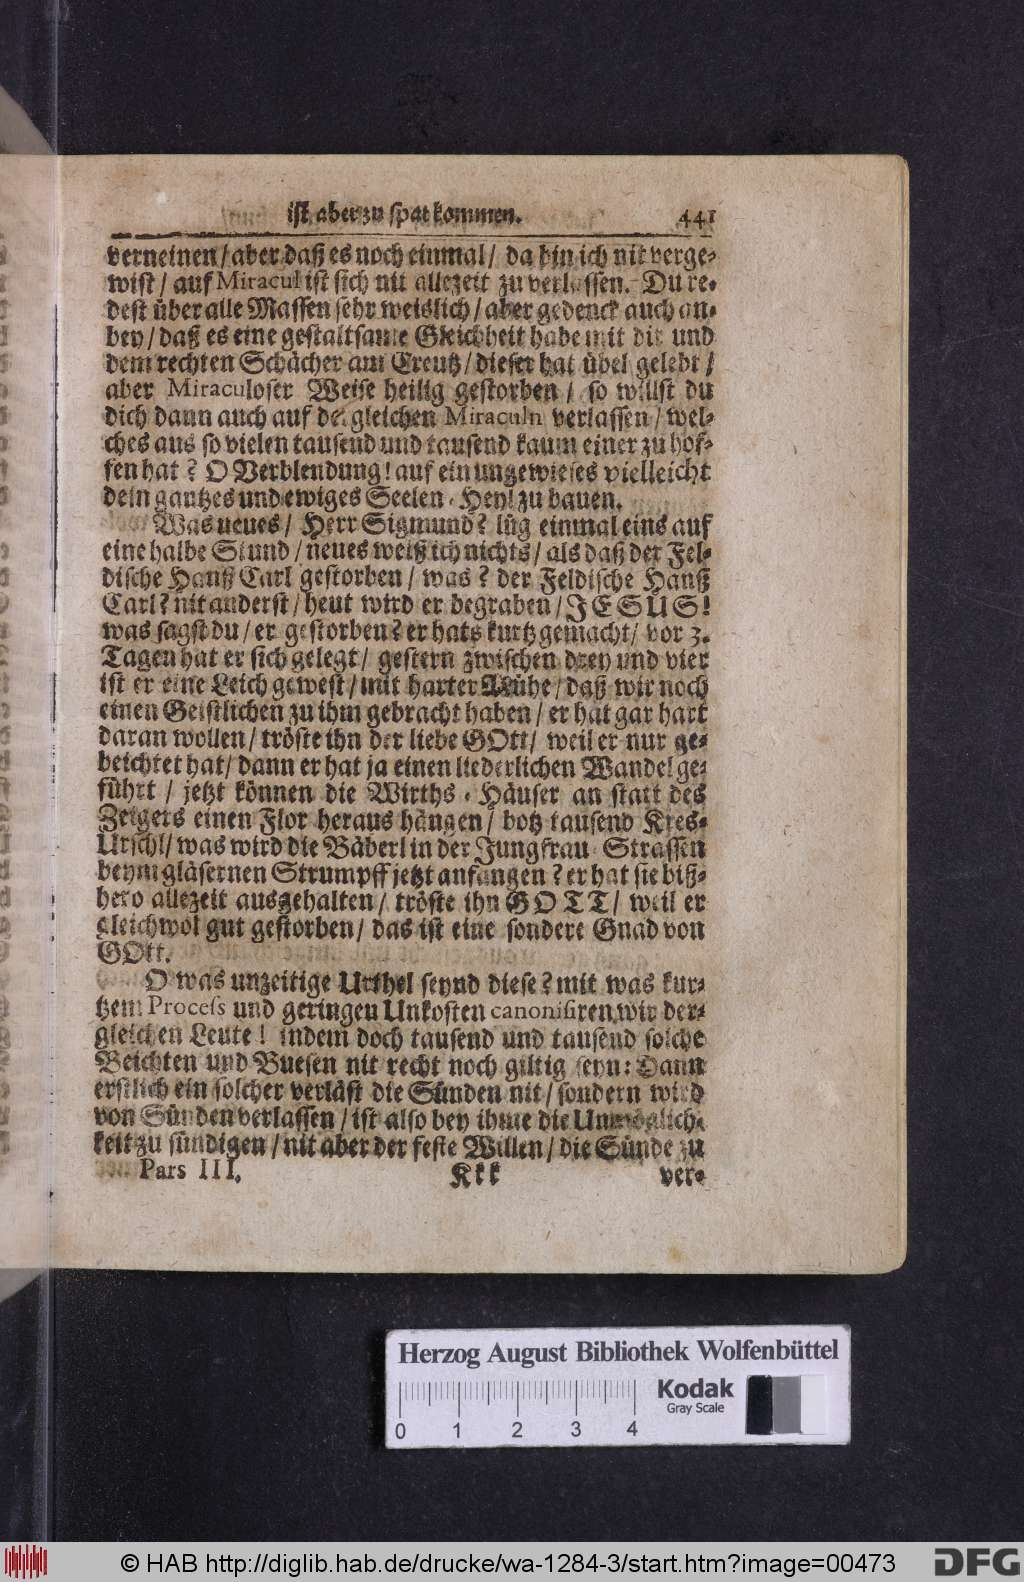 ist aber zu spat kommen. 441
verneinen / aber daß es noch einmal / da bin ich nit verge-
wist / auf Miracul ist sich nit allezeit zu verlassen. Du re-
dest über alle Massen sehr weislich / aber gedenck auch an-
bey / daß es eine gestaltsame Gleichheit habe mit dir und
dem rechten Schächer am Creutz / dieser hat übel gelebt /
aber Miraculoser Weise heilig gestorben / so willst du
dich dann auch auf dergleichen Miraculn verlassen / wel-
ches aus so vielen tausend und tausend kaum einer zu hof-
fen hat? O Verblendung! auf ein ungewieses vielleicht
dein gantzes und ewiges Seelen-Heyl zu bauen.
Was neues / Herr Sigmund? lüg einmal eins auf
eine halbe Stund / neues weiß ich nichts / als daß der Fel-
dische Hanß Carl gestorben / was? der Feldische Hanß
Carl? nit anderst / heut wird er begraben / JESUS!
was sagst du / er gestorben? er hats kurtz gemacht / vor 3.
Tagen hat er sich gelegt / gestern zwischen drey und vier
ist er eine Leich gewest / mit harter Mühe / daß wir noch
einen Geistlichen zu ihm gebracht haben / er hat gar hart
daran wollen / tröste ihn der liebe GOtt / weil er nur ge-
beichtet hat / dann er hat ja einen liederlichen Wandel ge-
führt / jetzt können die Wirths-Häuser an statt des
Zeigers einen Flor heraus hängen / botz tausend Kres-
Urschl / was wird die Bäberl in der Jungfrau-Strassen
beym gläsernen Strumpff jetzt anfangen? er hat sie biß-
hero allezeit ausgehalten / tröste ihn GOTT / weil er
gleichwol gut gestorben / das ist eine sondere Gnad von
GOtt.
O was unzeitige Urthel seynd diese? mit was kur-
tzem Process und geringen Unkosten canonisiren wir der-
gleichen Leute! indem doch tausend und tausend solche
Beichten und Buesen nit recht noch giltig seyn: Dann
erstlich ein solcher verläst die Sünden nit / sondern wird
von Sünden verlassen / ist also bey ihme die Unmöglich-
keit zu sündigen / nit aber der feste Willen / die Sünde zu
Pars III. Kkk ver-
Herzog August Bibliothek Wolfenbüttel
Kodak
Gray Scale
0 1 2 3 4
© HAB http://diglib.hab.de/drucke/wa-1284-3/start.htm?image=00473 DFG